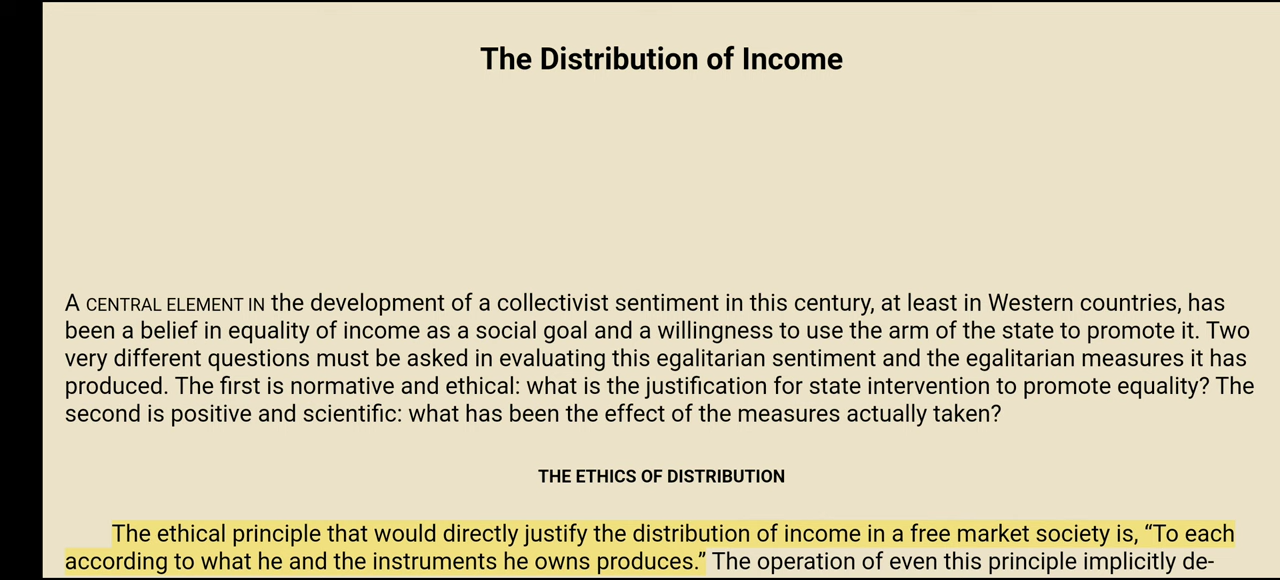 The Distribution of Income
A CENTRAL ELEMENT IN the development of a collectivist sentiment in this century, at least in Western countries, has
been a belief in equality of income as a social goal and a willingness to use the arm of the state to promote it. Two
very different questions must be asked in evaluating this egalitarian sentiment and the egalitarian measures it has
produced. The first is normative and ethical: what is the justification for state intervention to promote equality? The
second is positive and scientific: what has been the effect of the measures actually taken?
THE ETHICS OF DISTRIBUTION
The ethical principle that would directly justify the distribution of income in a free market society is, “To each
according to what he and the instruments he owns produces.” The operation of even this principle implicitly de-